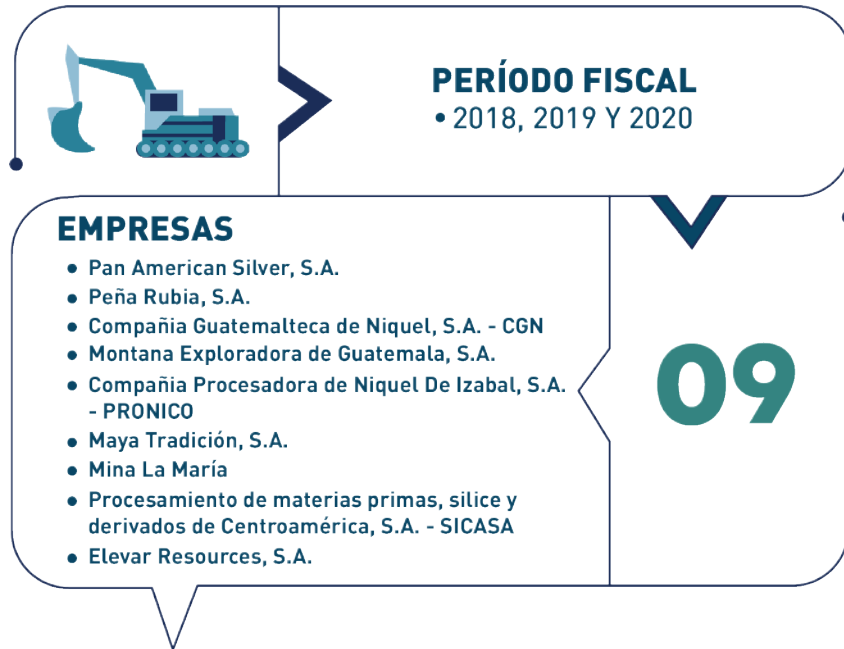 PERÍODO FISCAL
• 2018, 2019 Y 2020
EMPRESAS
• Pan American Silver, S.A.
• Peña Rubia, S.A.
• Compañia Guatemalteca de Niquel, S.A. - CGN
• Montana Exploradora de Guatemala, S.A.
• Compañia Procesadora de Niquel De Izabal, S.A.
- PRONICO
• Maya Tradición, S.A.
• Mina La María
• Procesamiento de materias primas, silice y
derivados de Centroamérica, S.A. - SICASA
• Elevar Resources, S.A.
09